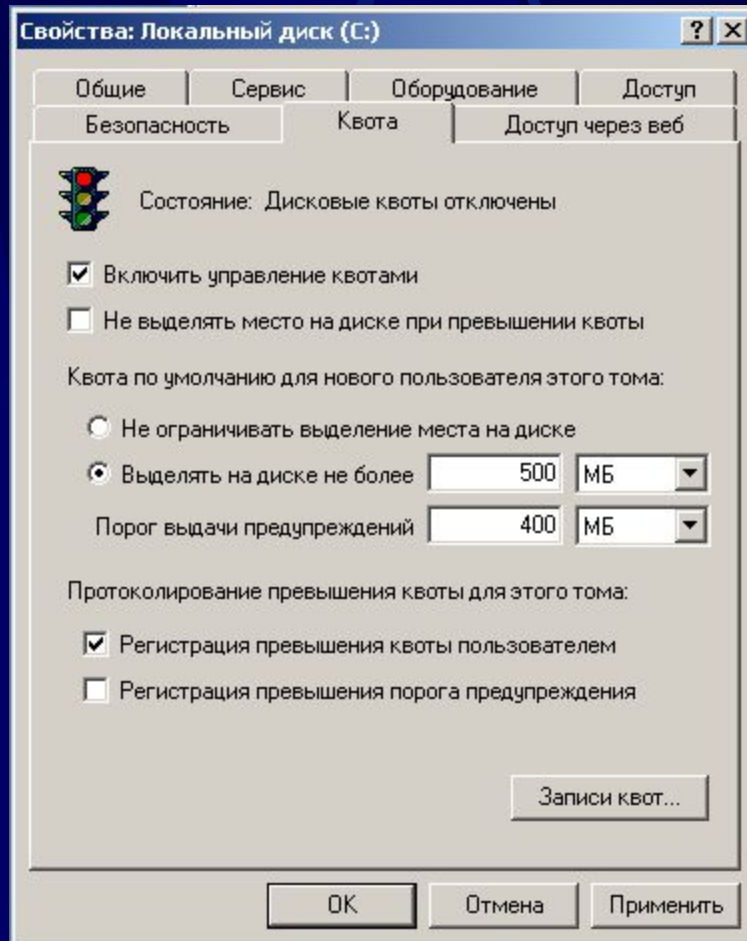 Свойства: Локальный диск (C:)
Общие Сервис Оборудование Доступ
Безопасность Квота Доступ через веб
Состояние: Дисковые квоты отключены
Включить управление квотами
Не выделять место на диске при превышении квоты
Квота по умолчанию для нового пользователя этого тома:
Не ограничивать выделение места на диске
Выделять на диске не более 500 МБ
Порог выдачи предупреждений 400 МБ
Протоколирование превышения квоты для этого тома:
Регистрация превышения квоты пользователем
Регистрация превышения порога предупреждения
Записи квот...
OK Отмена Применить